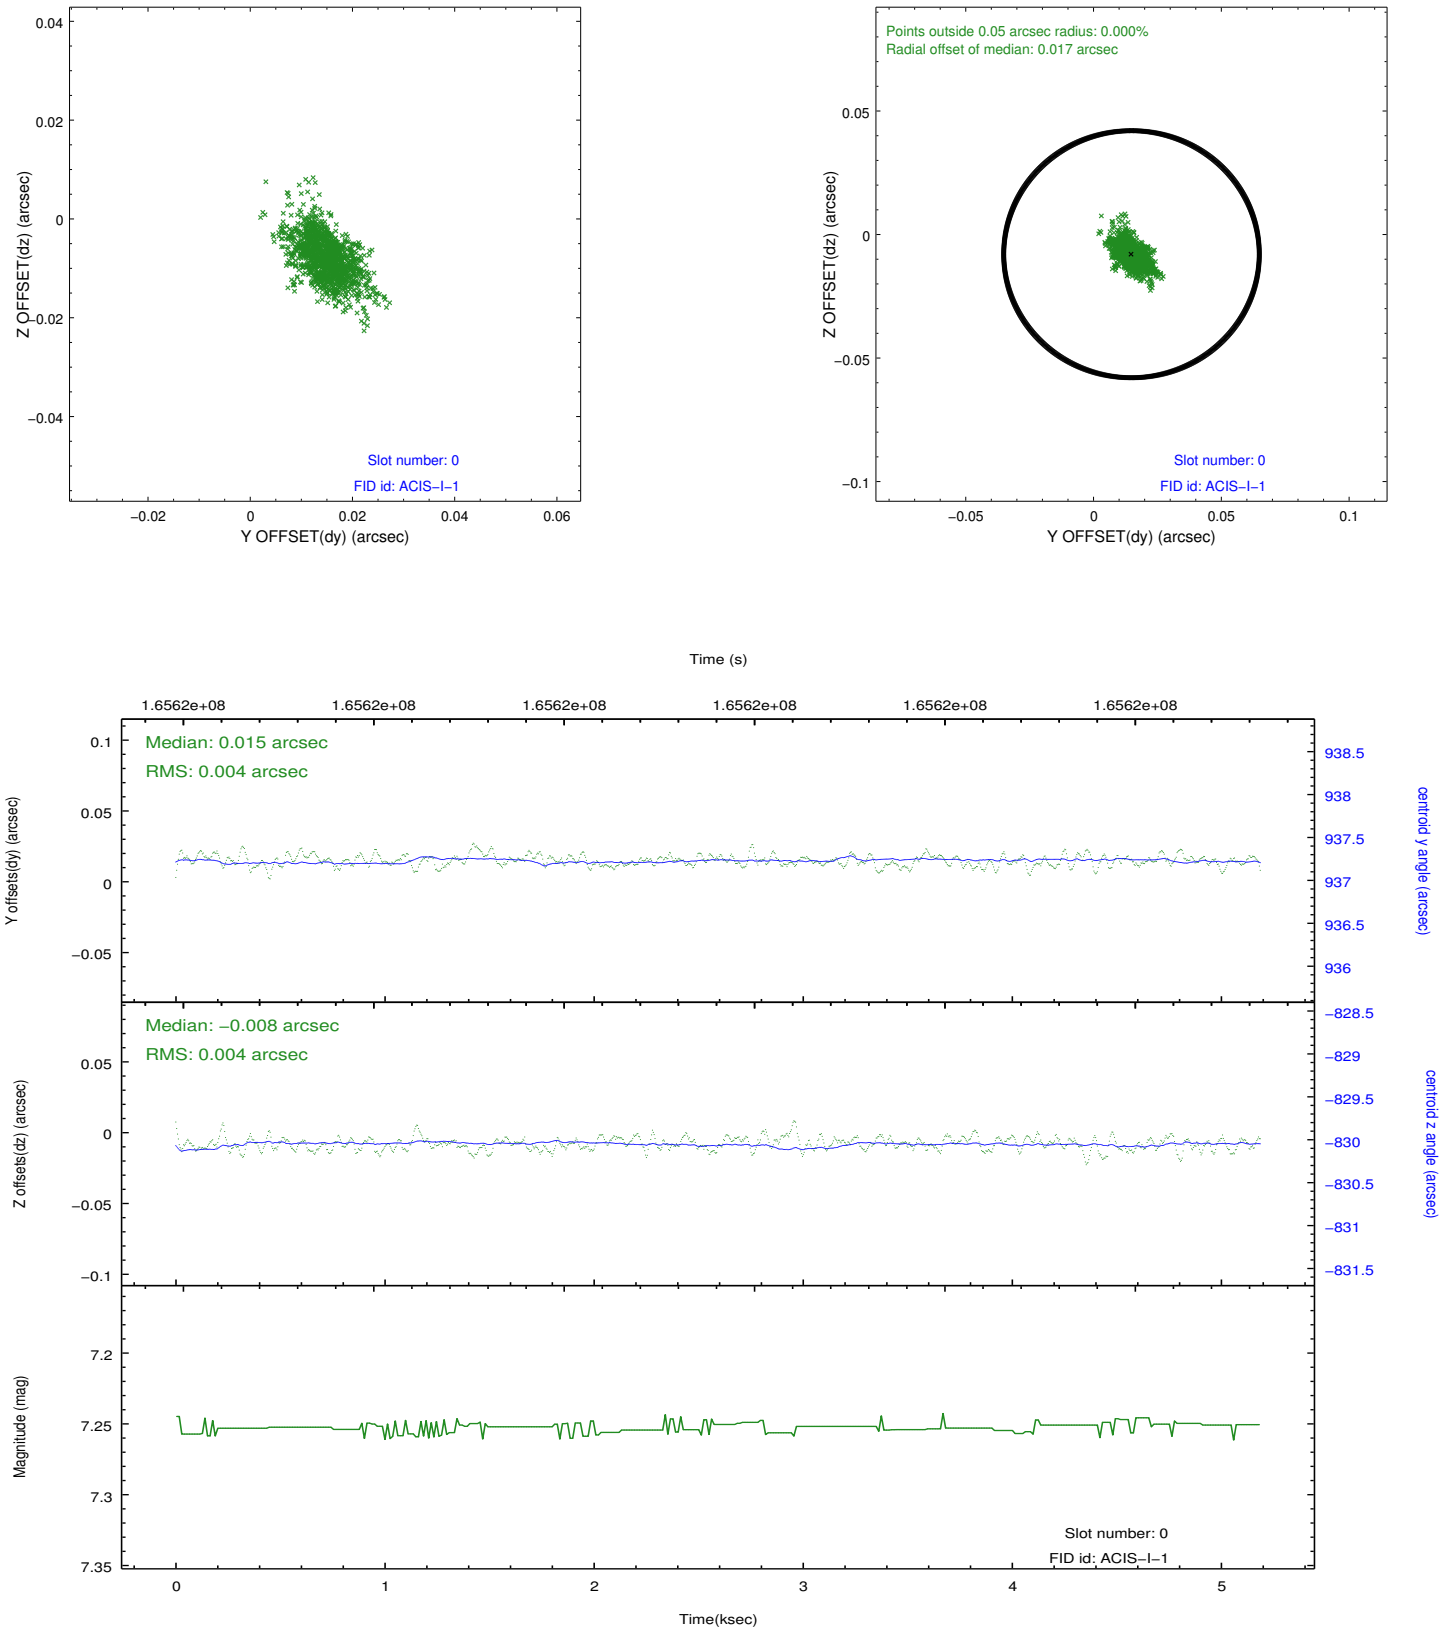 0.04
0.02
0
−0.02
−0.04
Z OFFSET(dz) (arcsec)
Slot number: 0
FID id: ACIS−I−1
−0.02 0 0.02 0.04 0.06
Y OFFSET(dy) (arcsec)
Points outside 0.05 arcsec radius: 0.000%
Radial offset of median: 0.017 arcsec
0.05
0
−0.05
−0.1
Z OFFSET(dz) (arcsec)
Slot number: 0
FID id: ACIS−I−1
−0.05 0 0.05 0.1
Y OFFSET(dy) (arcsec)
Time (s)
1.6562e+08 1.6562e+08 1.6562e+08 1.6562e+08 1.6562e+08 1.6562e+08
Median: 0.015 arcsec
RMS: 0.004 arcsec
0.1
0.05
0
−0.05
Y offsets(dy) (arcsec)
938.5
938
937.5
937
936.5
936
centroid y angle (arcsec)
Median: −0.008 arcsec
RMS: 0.004 arcsec
0.05
0
−0.05
−0.1
Z offsets(dz) (arcsec)
−828.5
−829
−829.5
−830
−830.5
−831
−831.5
centroid z angle (arcsec)
7.2
7.25
7.3
7.35
Magnitude (mag)
Slot number: 0
FID id: ACIS−I−1
0 1 2 3 4 5
Time(ksec)